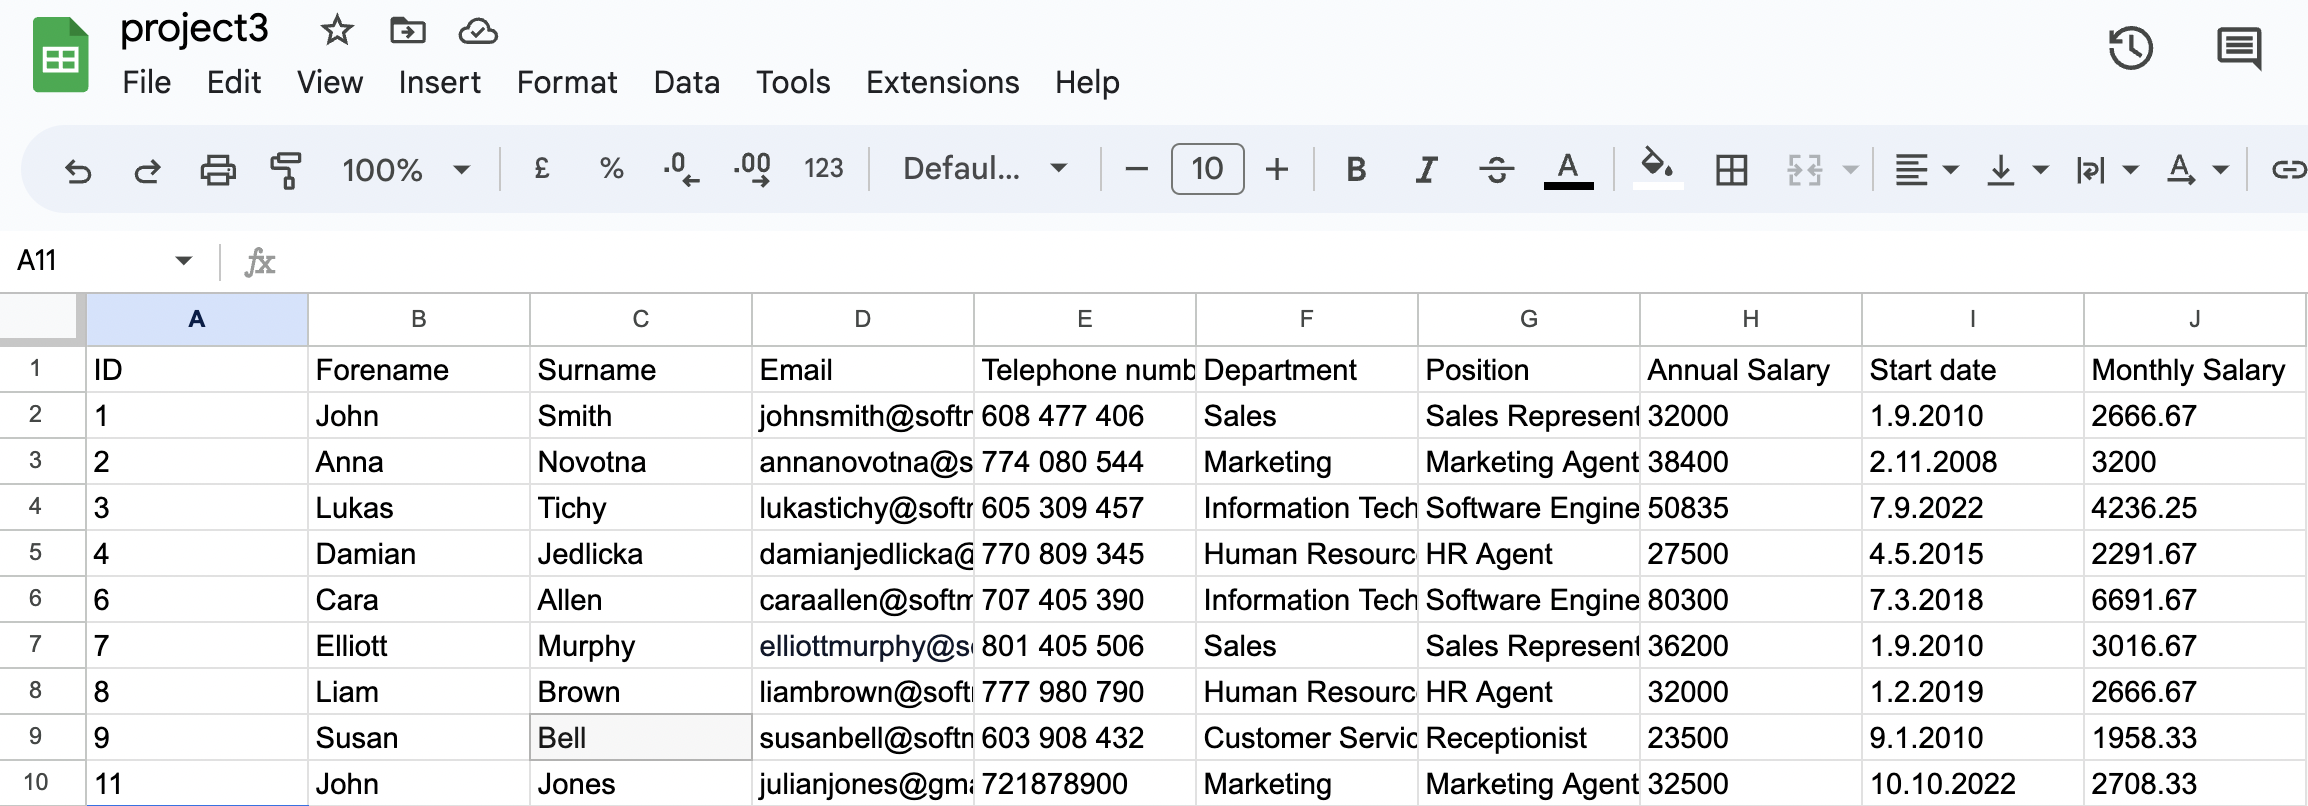 project3
File Edit View Insert Format Data Tools Extensions Help
100% £ % .0 .00 123 Defaul... 10 B I A A
A11 fx
A B C D E F G H I J
1 ID Forename Surname Email Telephone numb Department Position Annual Salary Start date Monthly Salary
2 1 John Smith johnsmith@softr 608 477 406 Sales Sales Represent 32000 1.9.2010 2666.67
3 2 Anna Novotna annanovotna@s 774 080 544 Marketing Marketing Agent 38400 2.11.2008 3200
4 3 Lukas Tichy lukastichy@softr 605 309 457 Information Tech Software Engine 50835 7.9.2022 4236.25
5 4 Damian Jedlicka damianjedlicka@ 770 809 345 Human Resourc HR Agent 27500 4.5.2015 2291.67
6 6 Cara Allen caraallen@softm 707 405 390 Information Tech Software Engine 80300 7.3.2018 6691.67
7 7 Elliott Murphy elliottmurphy@so 801 405 506 Sales Sales Represent 36200 1.9.2010 3016.67
8 8 Liam Brown liambrown@soft 777 980 790 Human Resourc HR Agent 32000 1.2.2019 2666.67
9 9 Susan Bell susanbell@softn 603 908 432 Customer Servic Receptionist 23500 9.1.2010 1958.33
10 11 John Jones julianjones@gma 721878900 Marketing Marketing Agent 32500 10.10.2022 2708.33